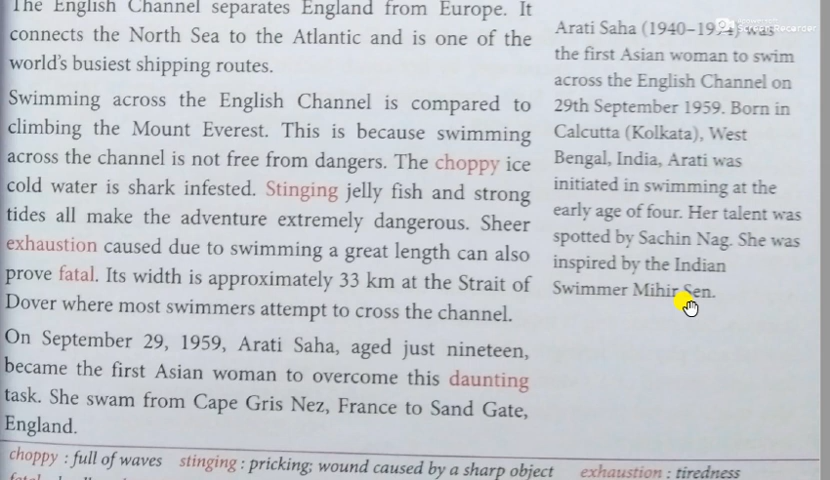 The English Channel separates England from Europe. It
connects the North Sea to the Atlantic and is one of the
world's busiest shipping routes.
Swimming across the English Channel is compared to
climbing the Mount Everest. This is because swimming
across the channel is not free from dangers. The choppy ice
cold water is shark infested. Stinging jelly fish and strong
tides all make the adventure extremely dangerous. Sheer
exhaustion caused due to swimming a great length can also
prove fatal. Its width is approximately 33 km at the Strait of
Dover where most swimmers attempt to cross the channel.
On September 29, 1959, Arati Saha, aged just nineteen,
became the first Asian woman to overcome this daunting
task. She swam from Cape Gris Nez, France to Sand Gate,
England.
Arati Saha (1940–19
the first Asian woman to swim
across the English Channel on
29th September 1959. Born in
Calcutta (Kolkata), West
Bengal, India, Arati was
initiated in swimming at the
early age of four. Her talent was
spotted by Sachin Nag. She was
inspired by the Indian
Swimmer Mihir Sen.
Screen Recorder
choppy : full of waves stinging : pricking; wound caused by a sharp object exhaustion : tiredness